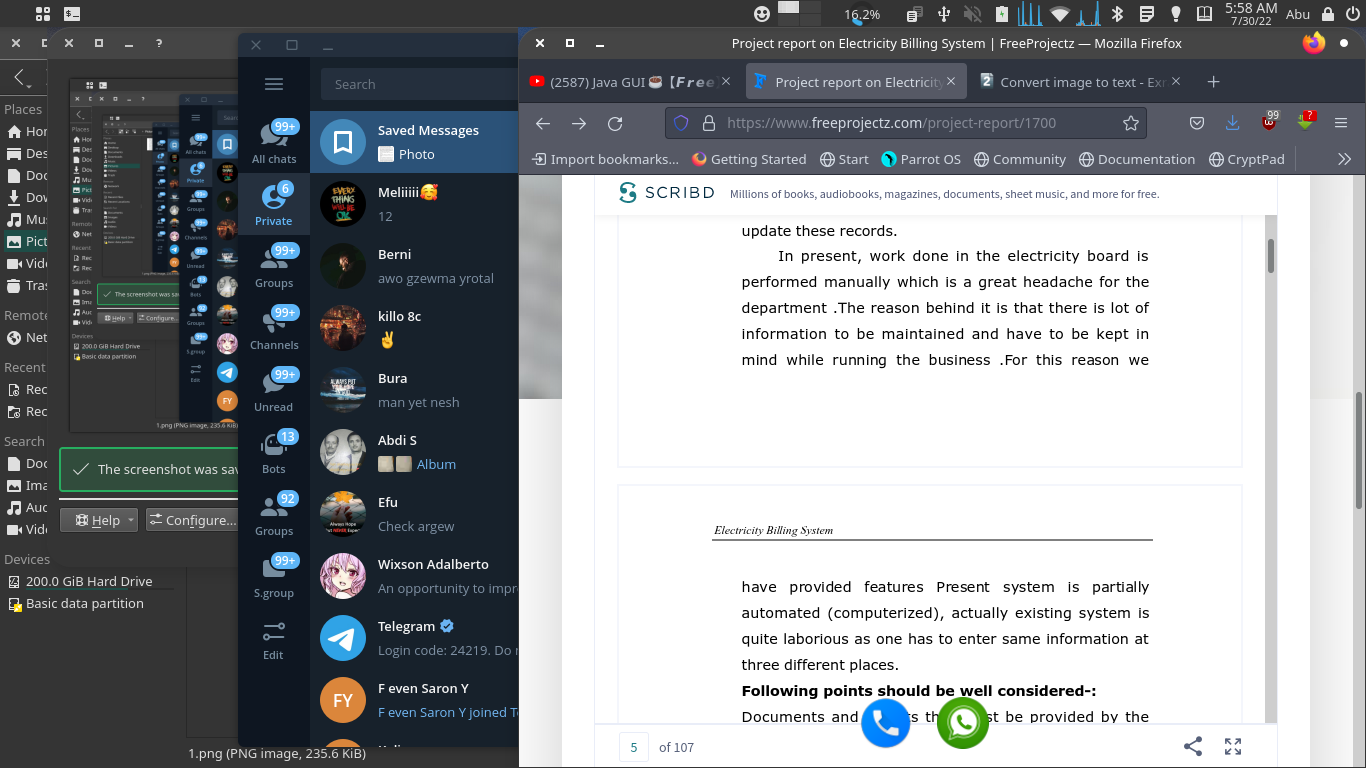 16.2%
5:58 AM
7/30/22
Abu
Places
Hor
Des
Doc
Dov
Mus
Pict
Vide
Tras
Remote
Net
Recent
Rec
Rec
Search
Doc
Ima
Aud
Vide
Devices
200.0 GiB Hard Drive
Basic data partition
The screenshot was sav
Help
Configure...
1.png (PNG image, 235.6 KiB)
Search
99+
All chats
6
Private
99+
Groups
99+
Channels
99+
Unread
13
Bots
92
Groups
99+
S.group
Edit
Saved Messages
Photo
Meliiiii🥰
12
Berni
awo gzewma yrotal
killo 8c
✌
Bura
man yet nesh
Abdi S
Album
Efu
Check argew
Wixson Adalberto
An opportunity to impr
Telegram
Login code: 24219. Do
FY
F even Saron Y
F even Saron Y joined T
Project report on Electricity Billing System | FreeProjectz — Mozilla Firefox
(2587) Java GUI ☕【𝙁𝙧𝙚𝙚
Project report on Electricity
Convert image to text - Ex
https://www.freeprojectz.com/project-report/1700
99
?
Import bookmarks...
Getting Started
Start
Parrot OS
Community
Documentation
CryptPad
SCRIBD
Millions of books, audiobooks, magazines, documents, sheet music, and more for free.
update these records.
In present, work done in the electricity board is
performed manually which is a great headache for the
department .The reason behind it is that there is lot of
information to be maintained and have to be kept in
mind while running the business .For this reason we
Electricity Billing System
have provided features Present system is partially
automated (computerized), actually existing system is
quite laborious as one has to enter same information at
three different places.
Following points should be well considered-:
Documents and be provided by the
5 of 107